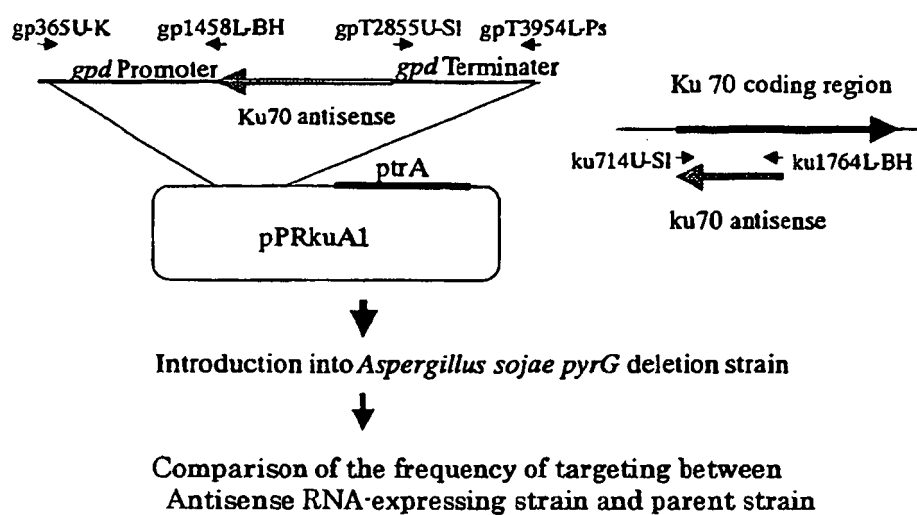 gp365U-K gp1458L-BH gpT2855U-Sl gpT3954L-Ps
gpd Promoter gpd Terminater
Ku70 antisense
ptrA
pPRkuA1
Ku 70 coding region
ku714U-Sl ku1764L-BH
ku70 antisense
Introduction into Aspergillus sojae pyrG deletion strain
Comparison of the frequency of targeting between
Antisense RNA-expressing strain and parent strain